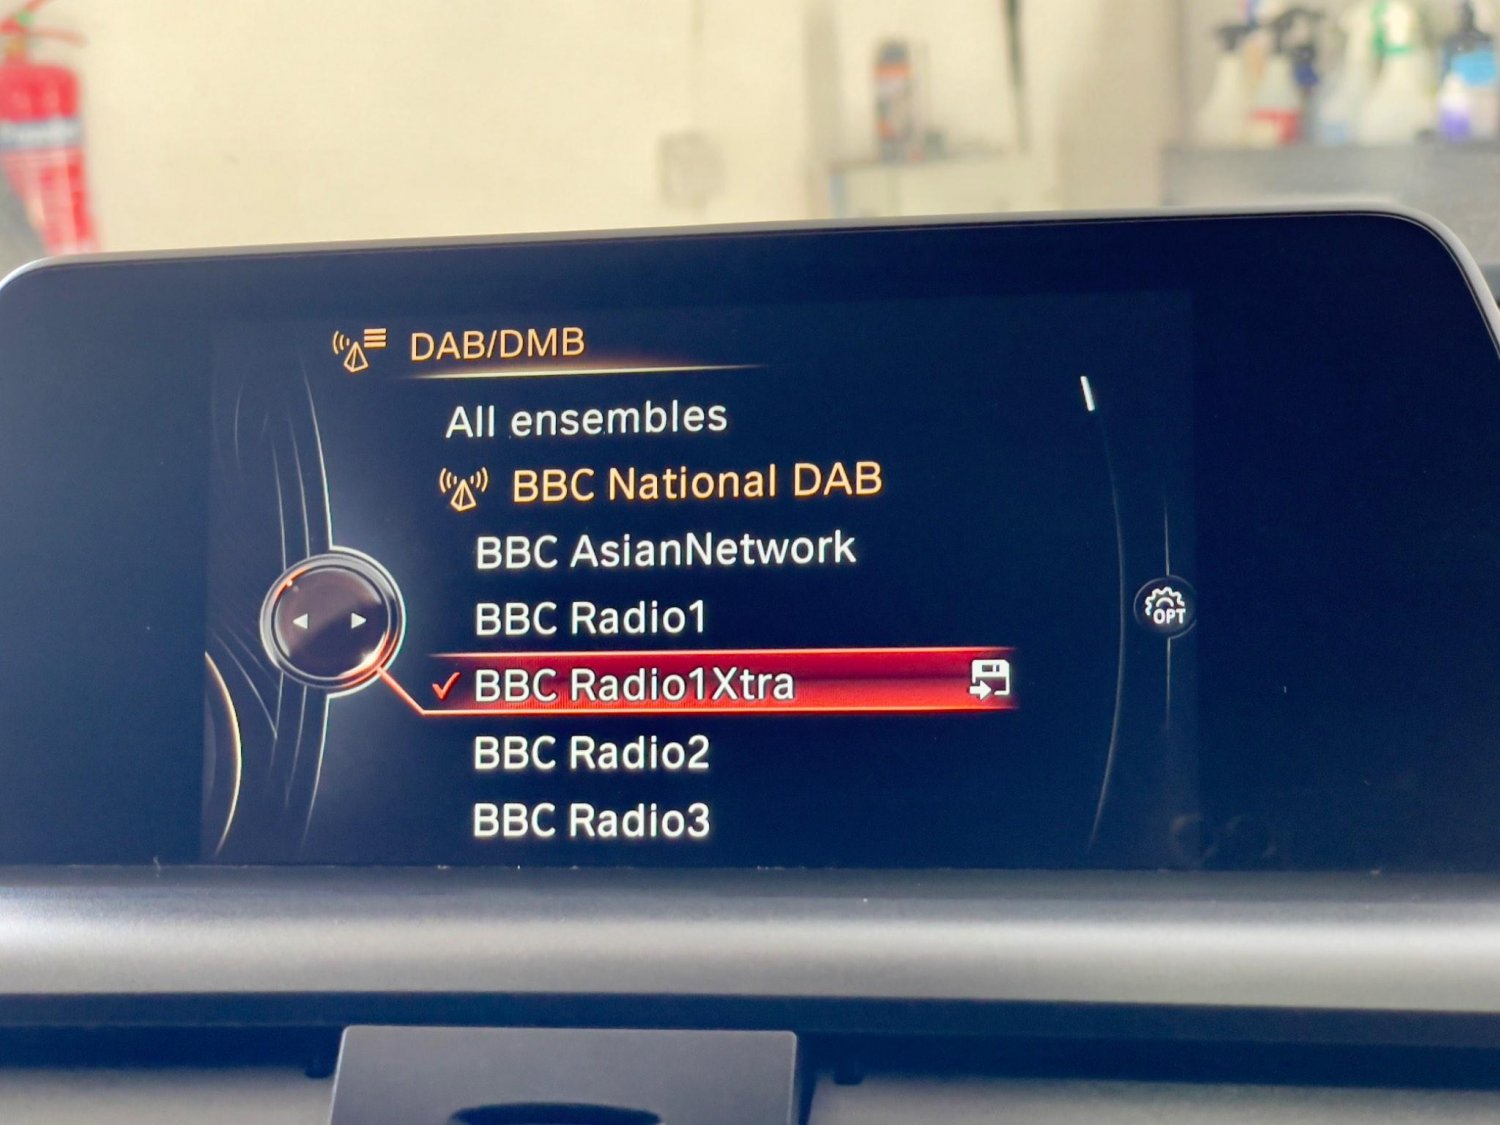 DAB/DMB
All ensembles
BBC National DAB
BBC AsianNetwork
BBC Radio1
OPT
BBC Radio1Xtra
BBC Radio2
BBC Radio3